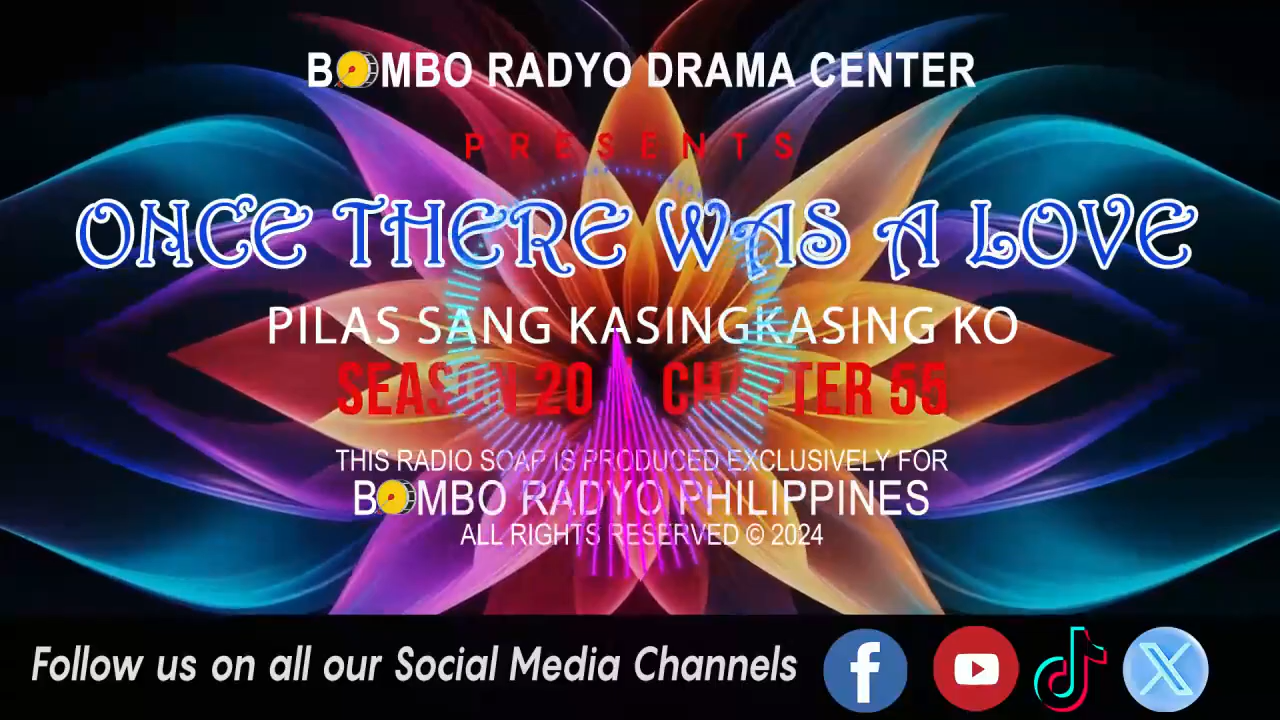 BOMBO RADYO DRAMA CENTER
PRESENTS
ONCE THERE WAS A LOVE
PILAS SANG KASINGKASING KO
SEASON 20 CHAPTER 55
THIS RADIO SOAP IS PRODUCED EXCLUSIVELY FOR
BOMBO RADYO PHILIPPINES
ALL RIGHTS RESERVED © 2024
Follow us on all our Social Media Channels